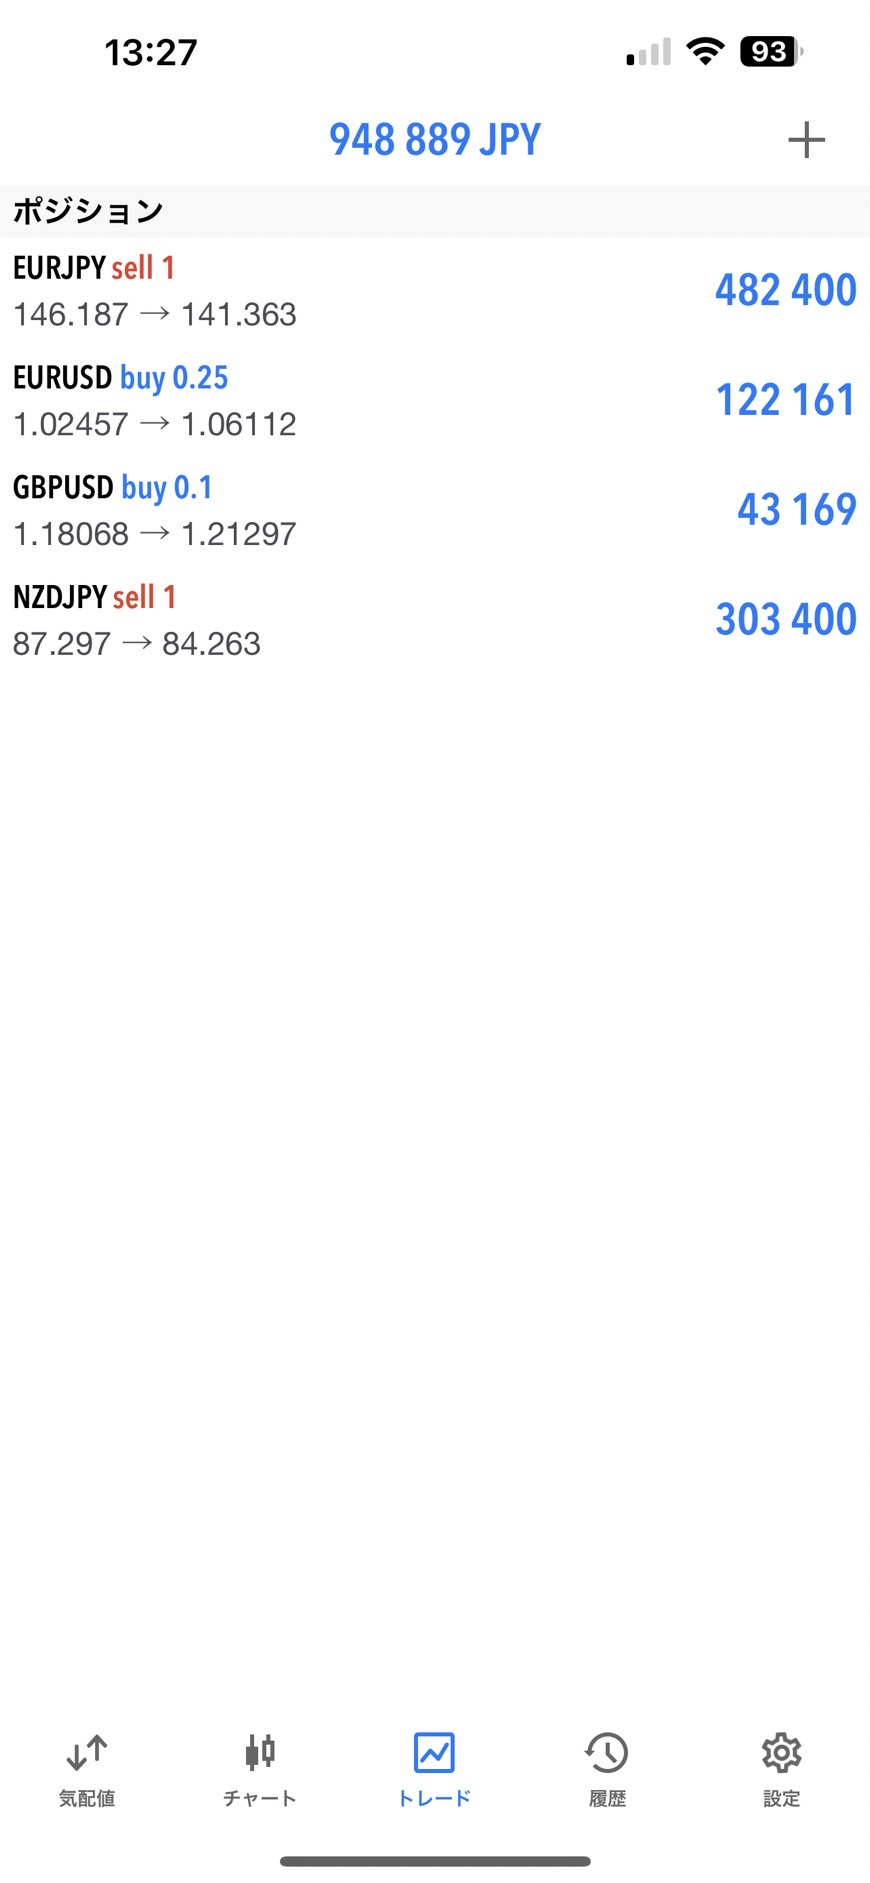 13:27
93
948 889 JPY
ポジション
EURJPY sell 1
146.187 → 141.363
482 400
EURUSD buy 0.25
1.02457 → 1.06112
122 161
GBPUSD buy 0.1
1.18068 → 1.21297
43 169
NZDJPY sell 1
87.297 → 84.263
303 400
気配値
チャート
トレード
履歴
設定